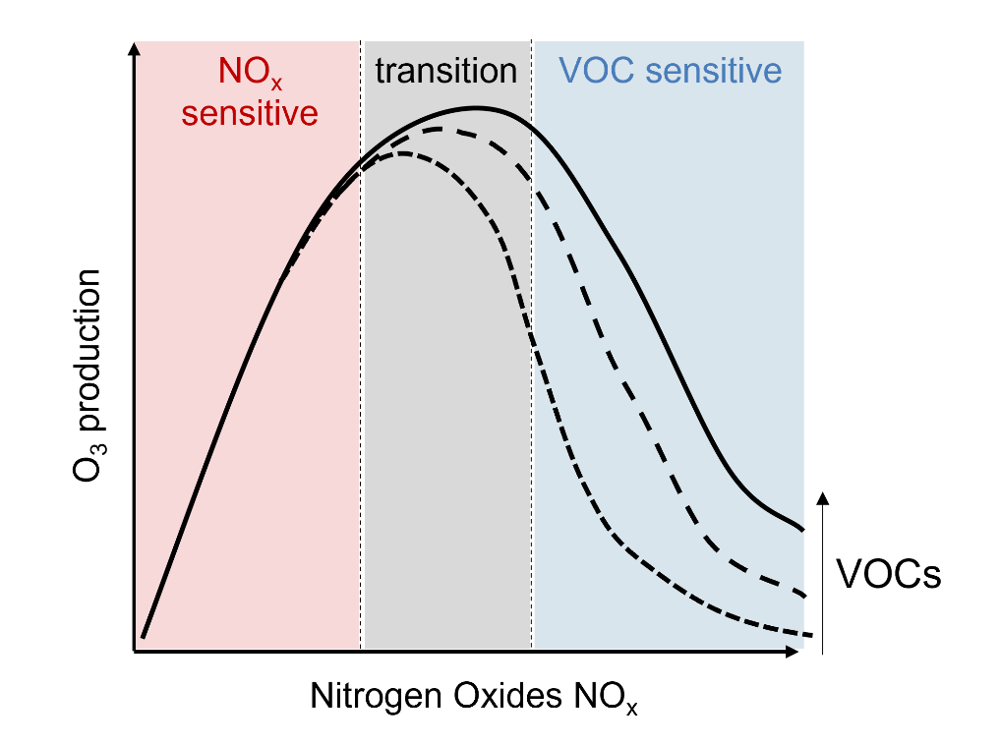 NOx
sensitive
transition
VOC sensitive
O3 production
VOCs
Nitrogen Oxides NOx